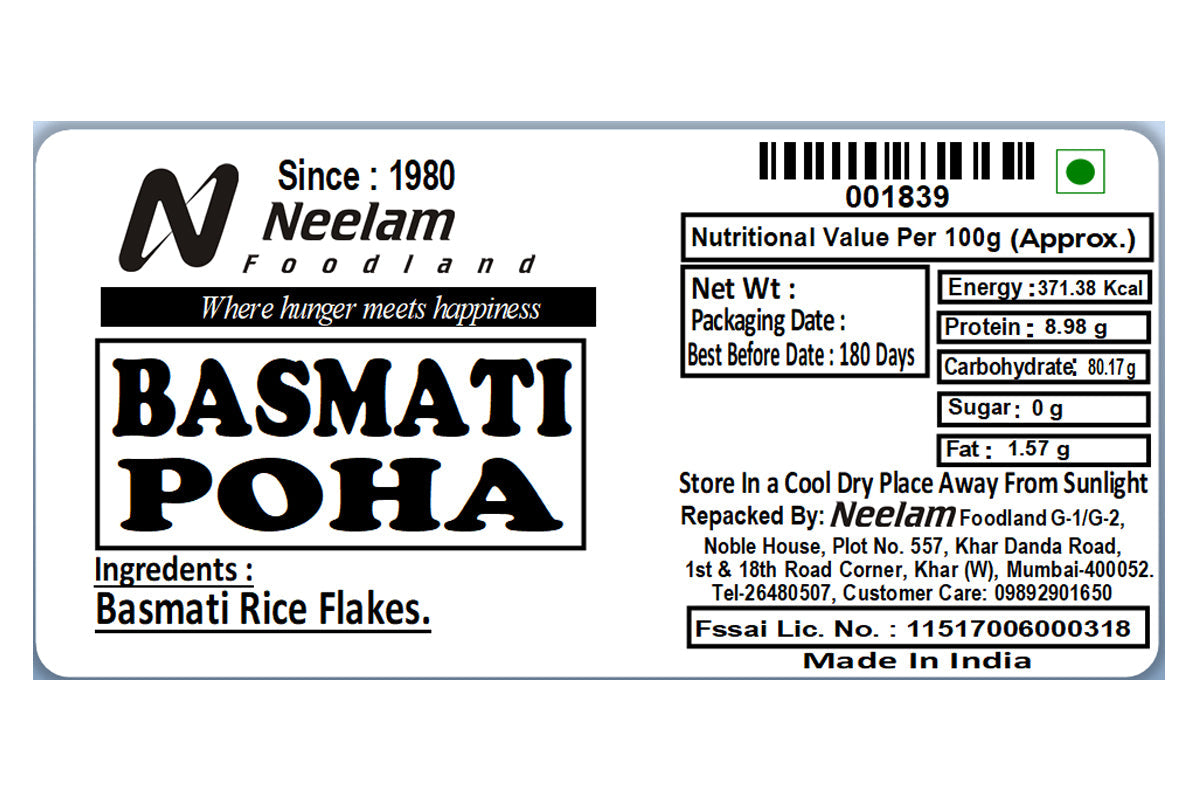 Since : 1980
Neelam
Foodland
Where hunger meets happiness
BASMATI
POHA
Ingredents :
Basmati Rice Flakes.
001839
Nutritional Value Per 100g (Approx.)
Net Wt :
Packaging Date :
Best Before Date : 180 Days
Energy : 371.38 Kcal
Protein : 8.98 g
Carbohydrate: 80.17 g
Sugar : 0 g
Fat : 1.57 g
Store In a Cool Dry Place Away From Sunlight
Repacked By: Neelam Foodland G-1/G-2,
Noble House, Plot No. 557, Khar Danda Road,
1st & 18th Road Corner, Khar (W), Mumbai-400052.
Tel-26480507, Customer Care: 09892901650
Fssai Lic. No. : 11517006000318
Made In India